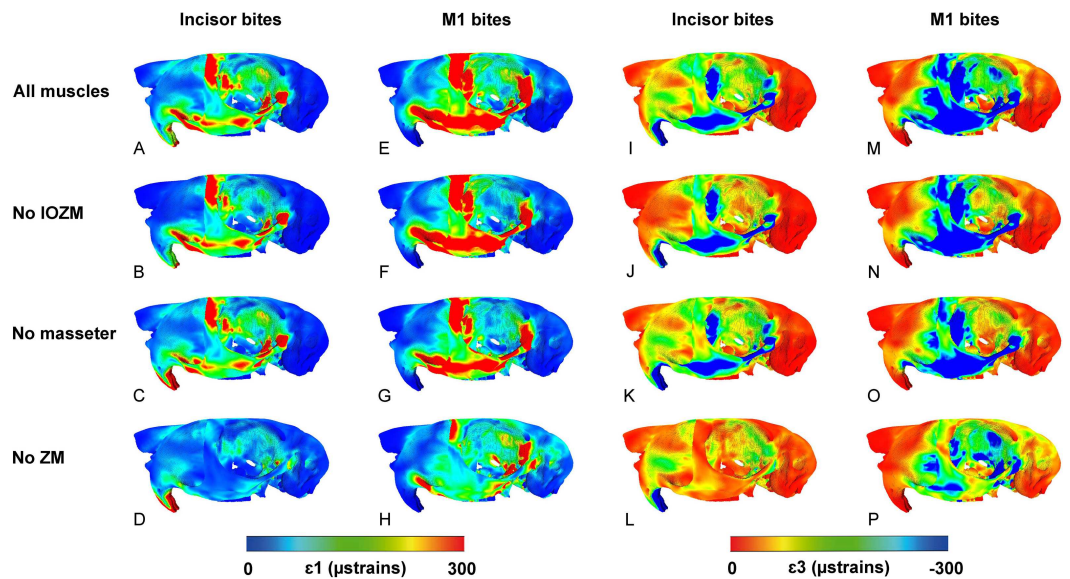 Incisor bites M1 bites Incisor bites M1 bites
All muscles
A E I M
No IOZM
B F J N
No masseter
C G K O
No ZM
D H L P
0 ε1 (µstrains) 300 0 ε3 (µstrains) -300